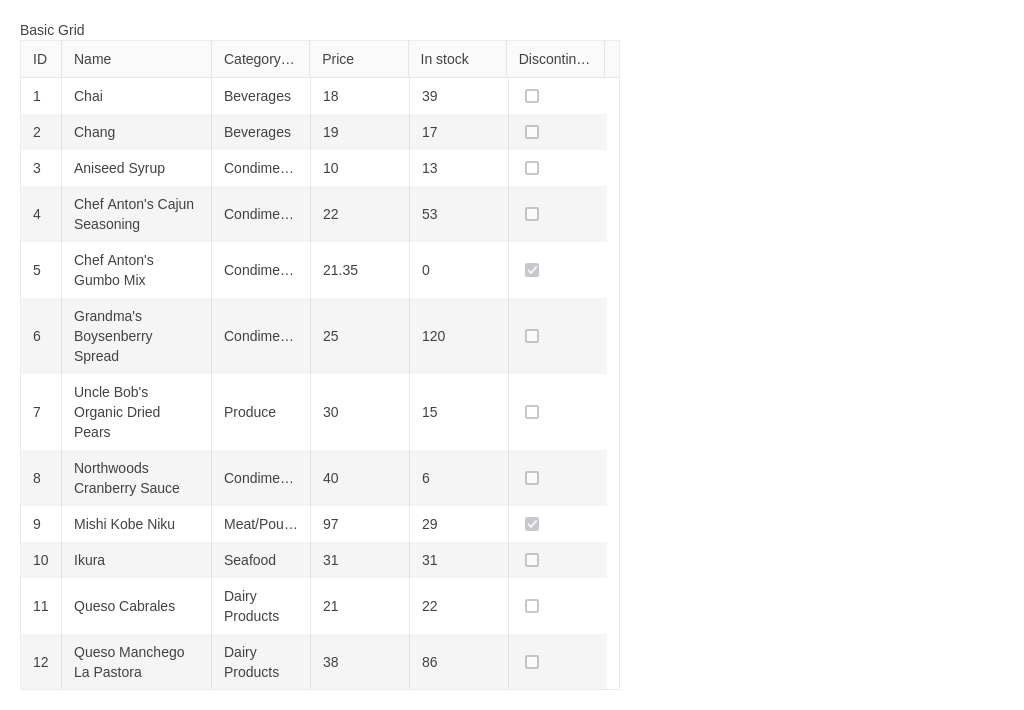 Basic Grid
ID Name Category… Price In stock Discontin…
1 Chai Beverages 18 39
2 Chang Beverages 19 17
3 Aniseed Syrup Condime… 10 13
4 Chef Anton's Cajun Seasoning Condime… 22 53
5 Chef Anton's Gumbo Mix Condime… 21.35 0
6 Grandma's Boysenberry Spread Condime… 25 120
7 Uncle Bob's Organic Dried Pears Produce 30 15
8 Northwoods Cranberry Sauce Condime… 40 6
9 Mishi Kobe Niku Meat/Pou… 97 29
10 Ikura Seafood 31 31
11 Queso Cabrales Dairy Products 21 22
12 Queso Manchego La Pastora Dairy Products 38 86